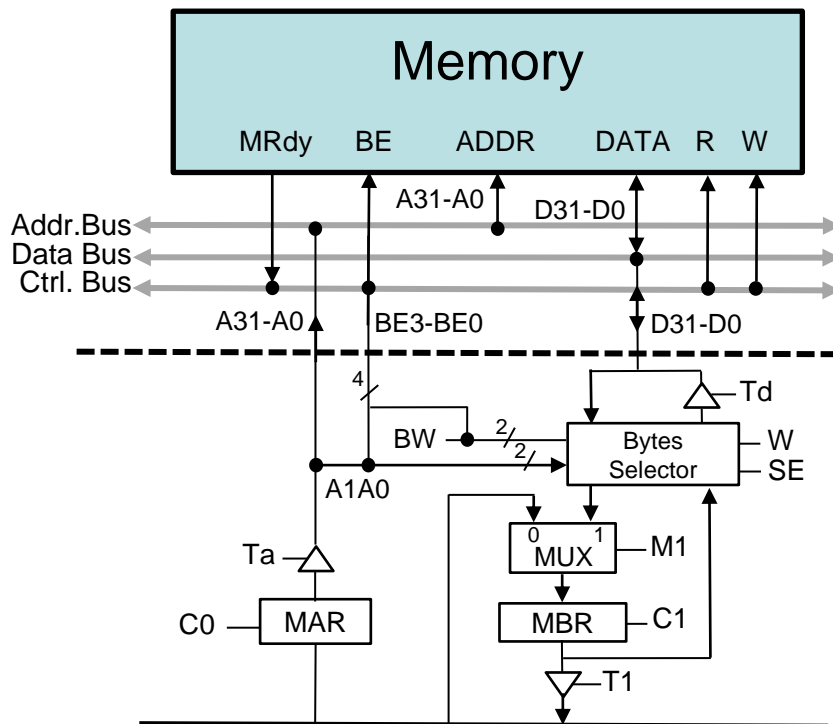 Memory
MRdy BE ADDR DATA R W
A31-A0
D31-D0
Addr.Bus
Data Bus
Ctrl. Bus
A31-A0 BE3-BE0 D31-D0
4
Td
BW 2 Bytes W
2 Selector SE
A1A0
0 1
Ta MUX M1
C0 MAR MBR C1
T1